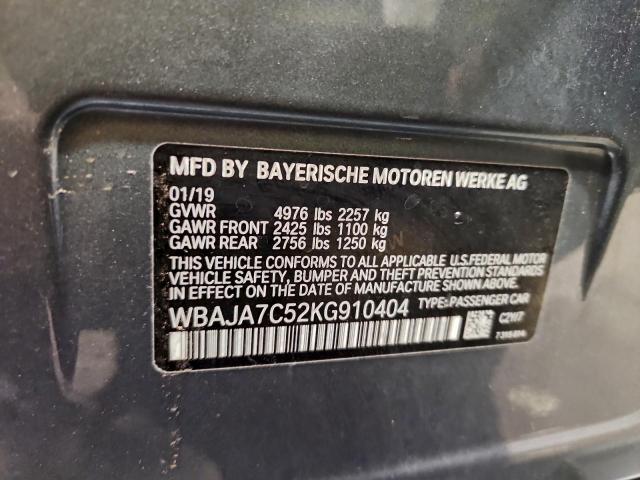 MFD BY BAYERISCHE MOTOREN WERKE AG
01/19
GVWR 4976 lbs 2257 kg
GAWR FRONT 2425 lbs 1100 kg
GAWR REAR 2756 lbs 1250 kg
THIS VEHICLE CONFORMS TO ALL APPLICABLE U.S.FEDERAL MOTOR
VEHICLE SAFETY, BUMPER AND THEFT PREVENTION STANDARDS
IN EFFECT ON THE DATE OF MANUFACTURE SHOWN ABOVE.
WBAJA7C52KG910404 TYPE: PASSENGER CAR
C2Y7